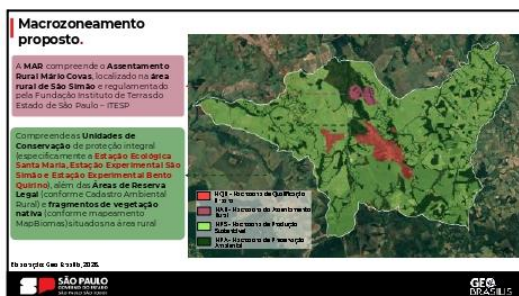 Macrozoneamento
proposto.
A MAR compreende o Assentamento
Rural Mário Covas, localizado na área
rural de São Simão e regulamentado
pela Fundação Instituto de Terras do
Estado de São Paulo – ITESP
Compreende as Unidades de
Conservação de proteção integral
(especificamente a Estação Ecológica
Santa Maria, Estação Experimental São
Simão e Estação Experimental Bento
Quirino), além das Áreas de Reserva
Legal (conforme Cadastro Ambiental
Rural) e fragmentos de vegetação
nativa (conforme mapeamento
MapBiomas) situados na área rural
MQU - Macrozona de Qualificação
Urbana
MAR - Macrozona de Assentamento
Rural
MPS - Macrozona de Produção
Sustentável
MPA - Macrozona de Preservação
Ambiental
Elaboração: Geo Brasilis, 2025.
SÃO PAULO
GOVERNO DO ESTADO
GEO
BRASILIS